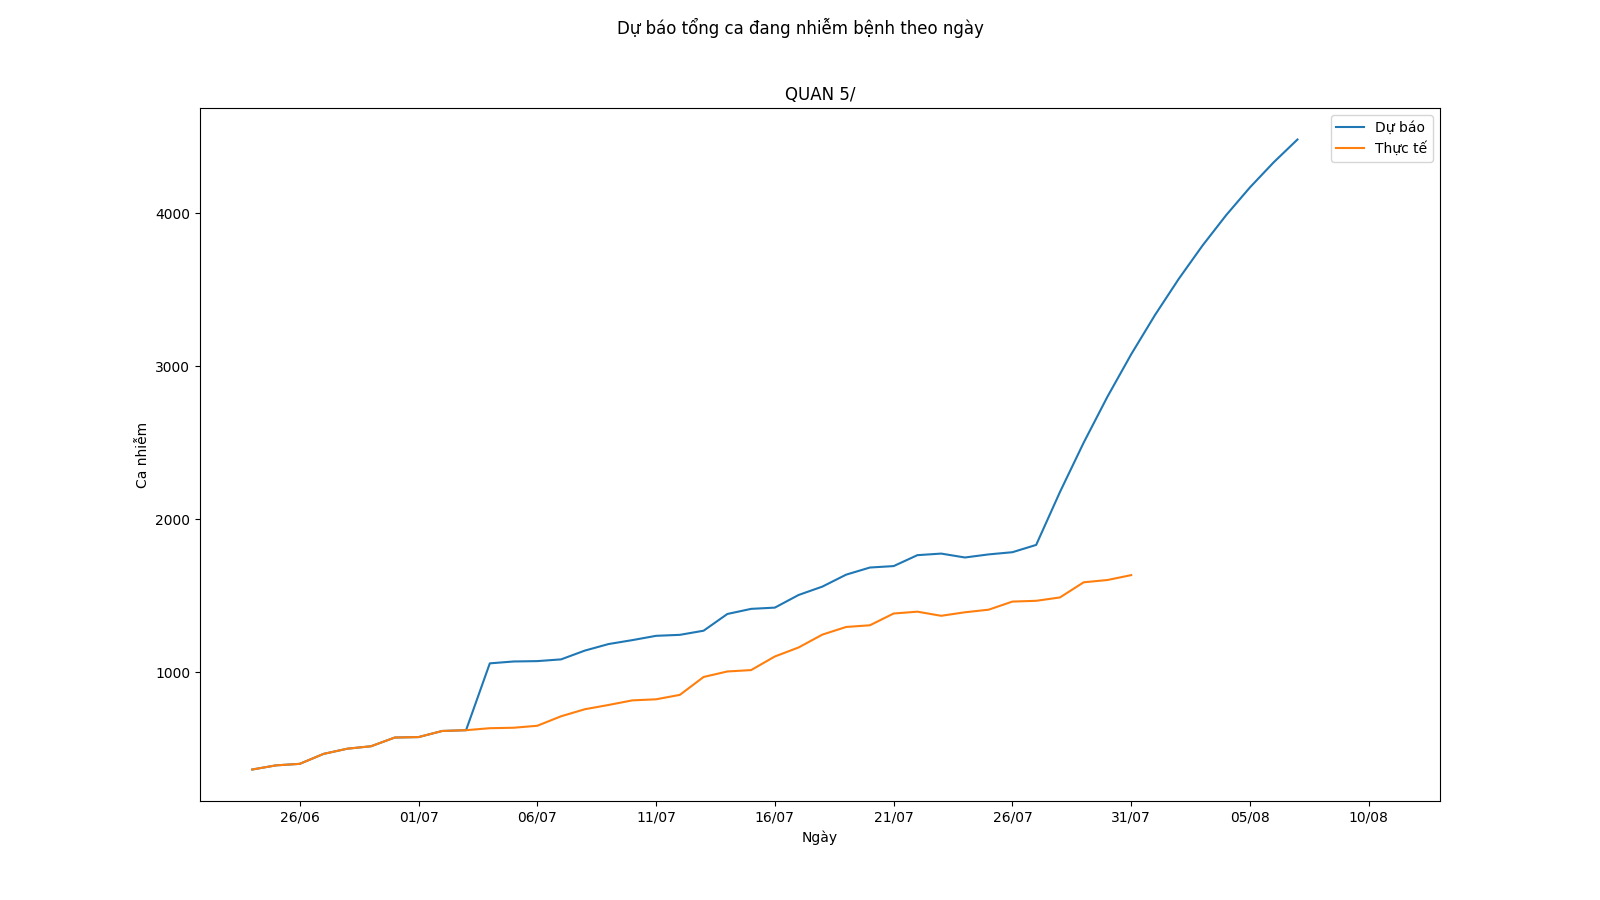 Dự báo tổng ca đang nhiễm bệnh theo ngày
QUAN 5/
Dự báo
Thực tế
4000
3000
2000
1000
Ca nhiễm
26/06 01/07 06/07 11/07 16/07 21/07 26/07 31/07 05/08 10/08
Ngày